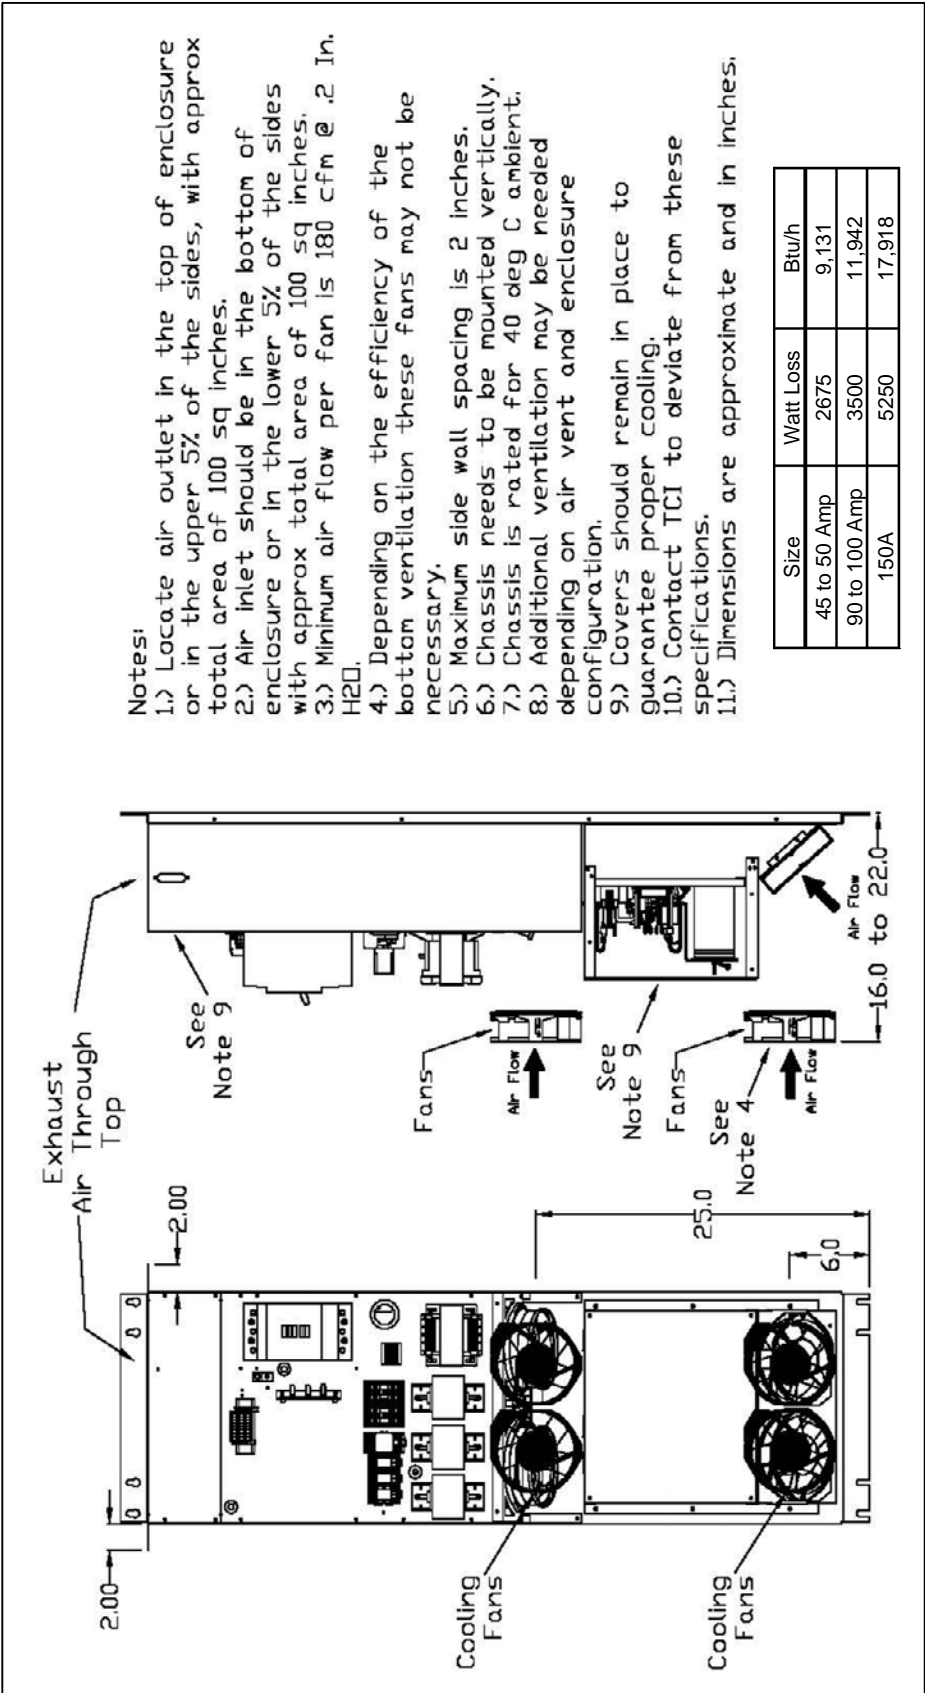 Exhaust
Air Through
Top
2.00
2.00
See
Note 9
Fans
Air Flow
See
Note 9
Fans
See
Note 4
Air Flow
Air Flow
16.0 to 22.0
25.0
6.0
Cooling
Fans
Cooling
Fans
Notes:
1.) Locate air outlet in the top of enclosure
or in the upper 5% of the sides, with approx
total area of 100 sq inches.
2.) Air inlet should be in the bottom of
enclosure or in the lower 5% of the sides
with approx total area of 100 sq inches.
3.) Minimum air flow per fan is 180 cfm @ .2 In.
H2O.
4.) Depending on the efficiency of the
bottom ventilation these fans may not be
necessary.
5.) Maximum side wall spacing is 2 inches.
6.) Chassis needs to be mounted vertically.
7.) Chassis is rated for 40 deg C ambient.
8.) Additional ventilation may be needed
depending on air vent and enclosure
configuration.
9.) Covers should remain in place to
guarantee proper cooling.
10.) Contact TCI to deviate from these
specifications.
11.) Dimensions are approximate and in inches.
Size Watt Loss Btu/h
45 to 50 Amp 2675 9,131
90 to 100 Amp 3500 11,942
150A 5250 17,918